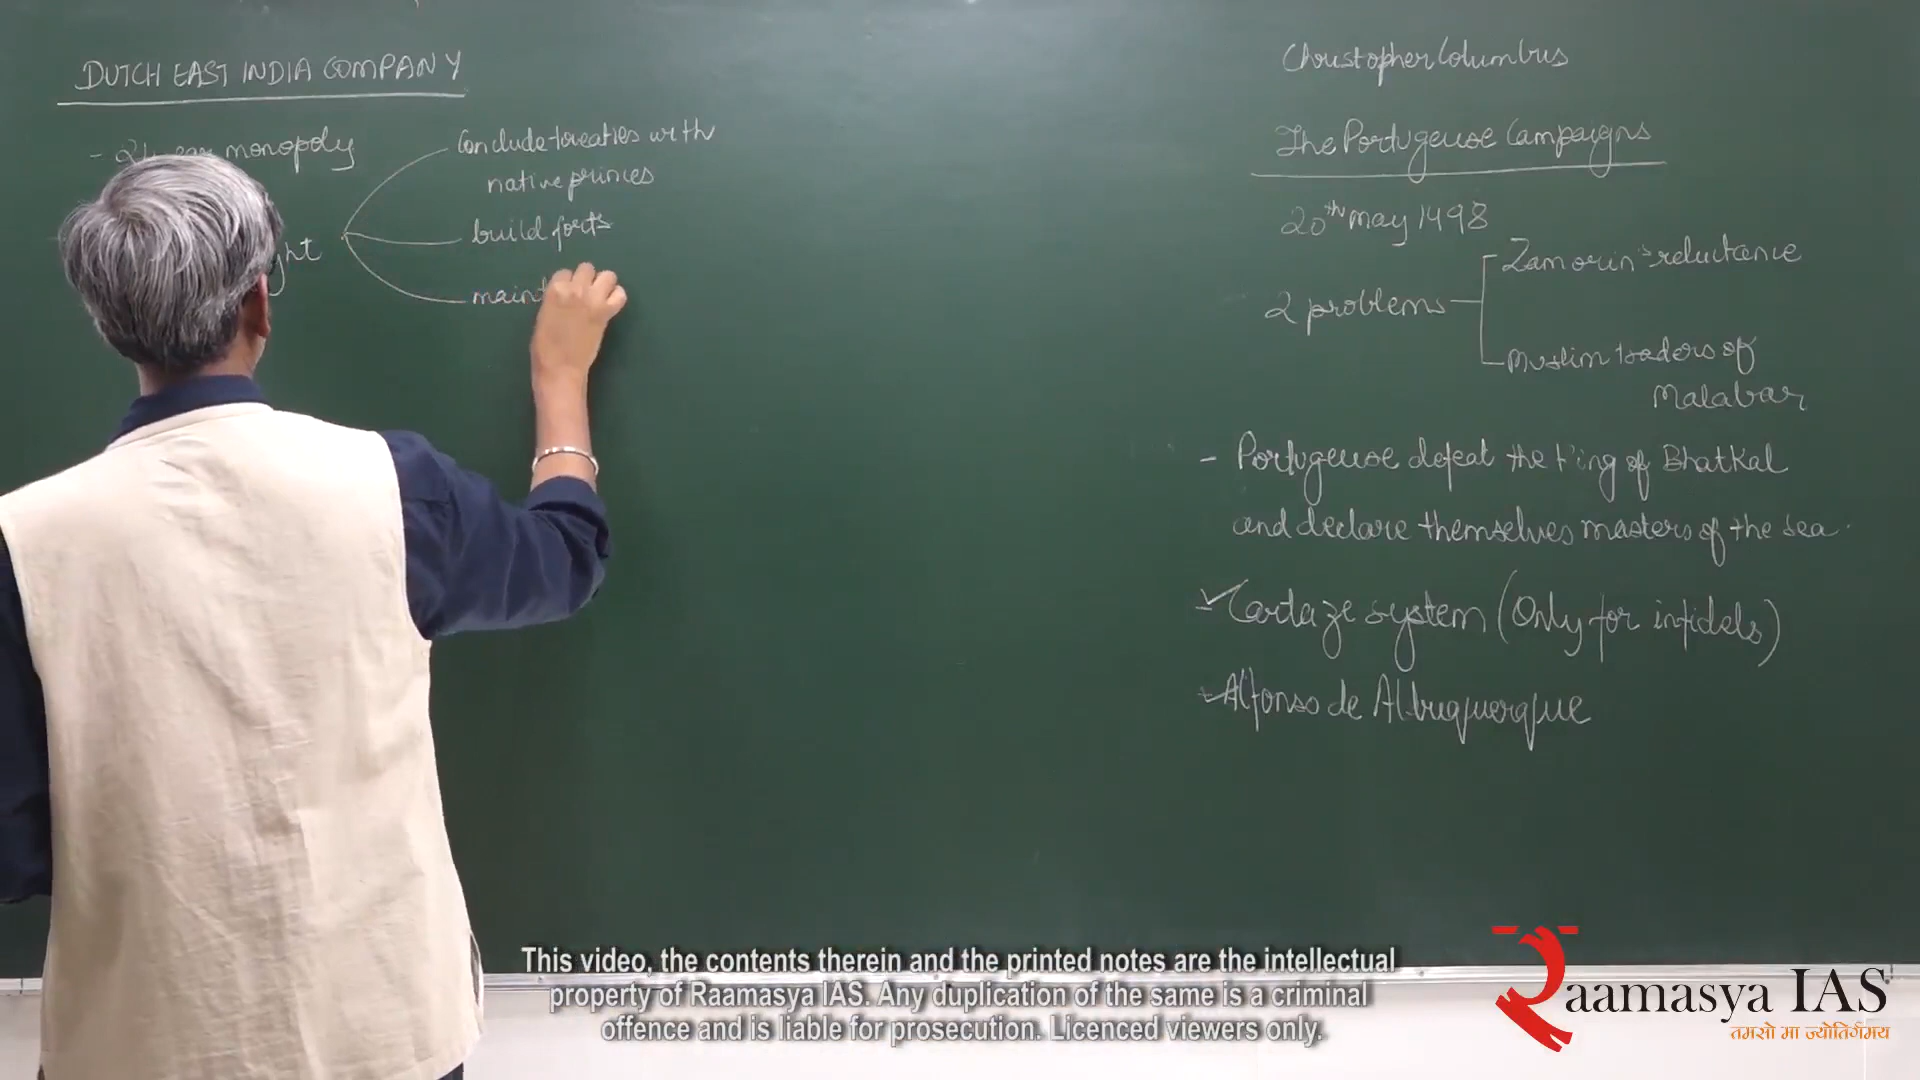 DUTCH EAST INDIA COMPANY
- monopoly
Conclude treaties with
native princes
build forts
Christopher Columbus
The Portugeuse Campaigns
20th may 1498
2 problems
Zamorin's reluctance
Muslim traders of
Malabar
- Portugeuse defeat the king of Bhatkal
and declare themselves masters of the sea.
Cartaze system (Only for infidels)
Alfonso de Albuquerque
This video, the contents therein and the printed notes are the intellectual
property of Raamasya IAS. Any duplication of the same is a criminal
offence and is liable for prosecution. Licenced viewers only.
Raamasya IAS
तमसो मा ज्योतिर्गमय